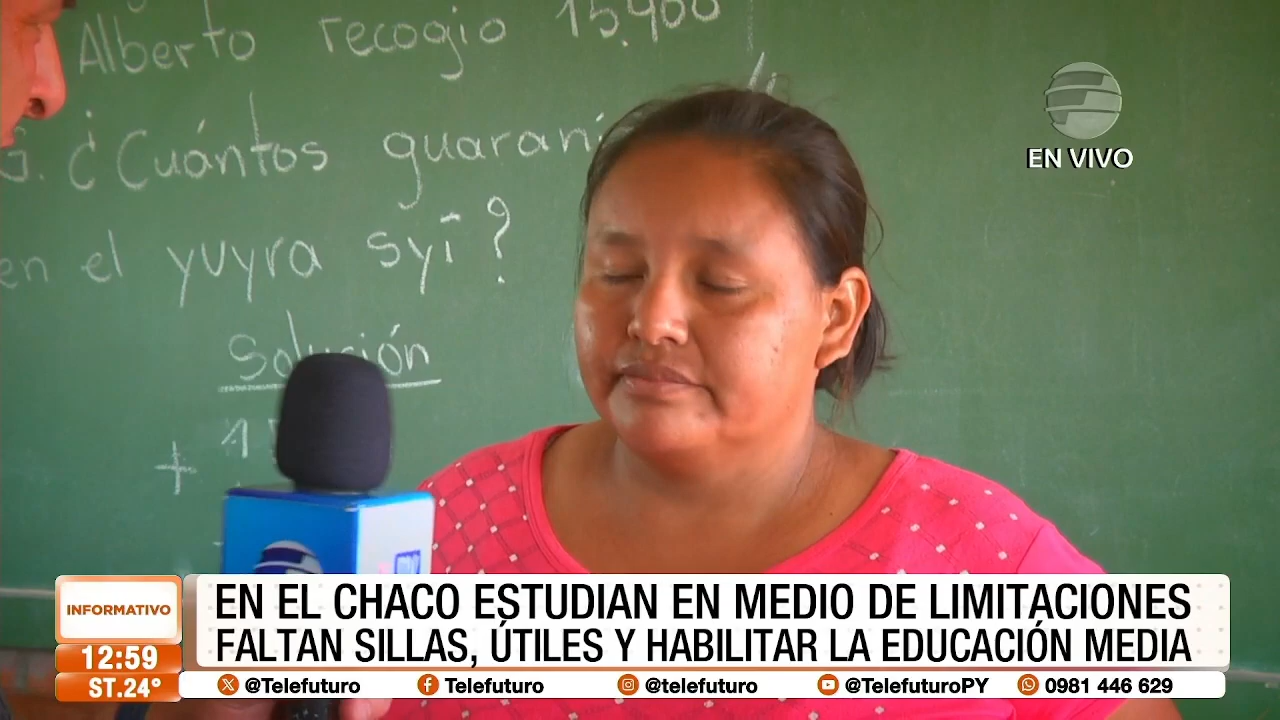 Alberto recogio 15.900
G. ¿Cuántos guaraní
en el yuyra syī?
Solución
+
EN VIVO
INFORMATIVO
EN EL CHACO ESTUDIAN EN MEDIO DE LIMITACIONES
FALTAN SILLAS, ÚTILES Y HABILITAR LA EDUCACIÓN MEDIA
12:59
ST.24°
@Telefuturo
Telefuturo
@telefuturo
@TelefuturoPY
0981 446 629